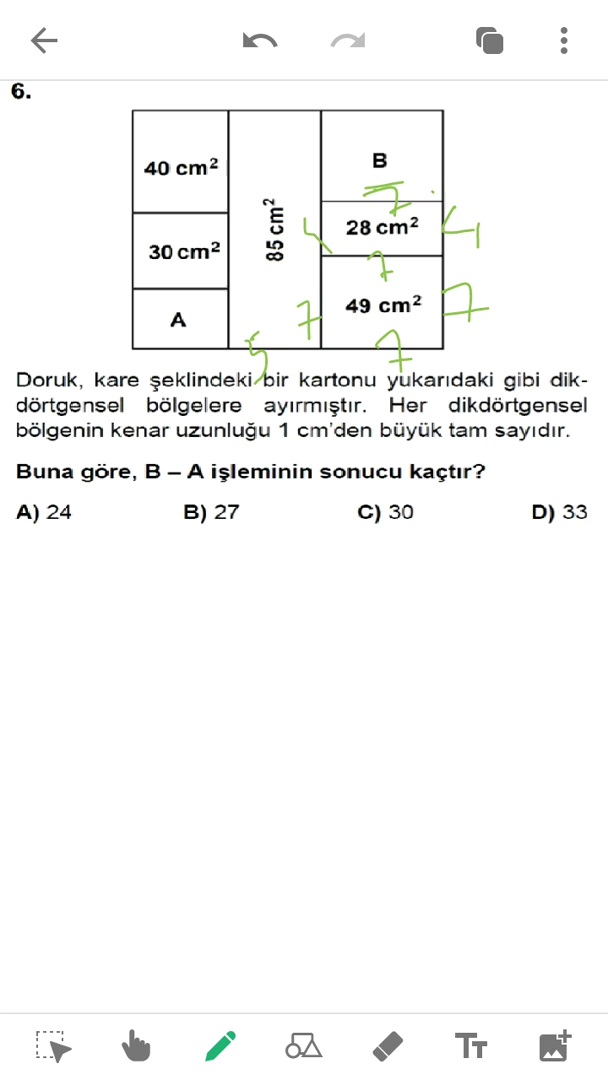 6.
40 cm²
B
7
85 cm²
4
28 cm²
4
30 cm²
7
A
7
49 cm²
7
5
7
Doruk, kare şeklindeki bir kartonu yukarıdaki gibi dik-
dörtgensel bölgelere ayırmıştır. Her dikdörtgensel
bölgenin kenar uzunluğu 1 cm'den büyük tam sayıdır.
Buna göre, B – A işleminin sonucu kaçtır?
A) 24 B) 27 C) 30 D) 33
TT